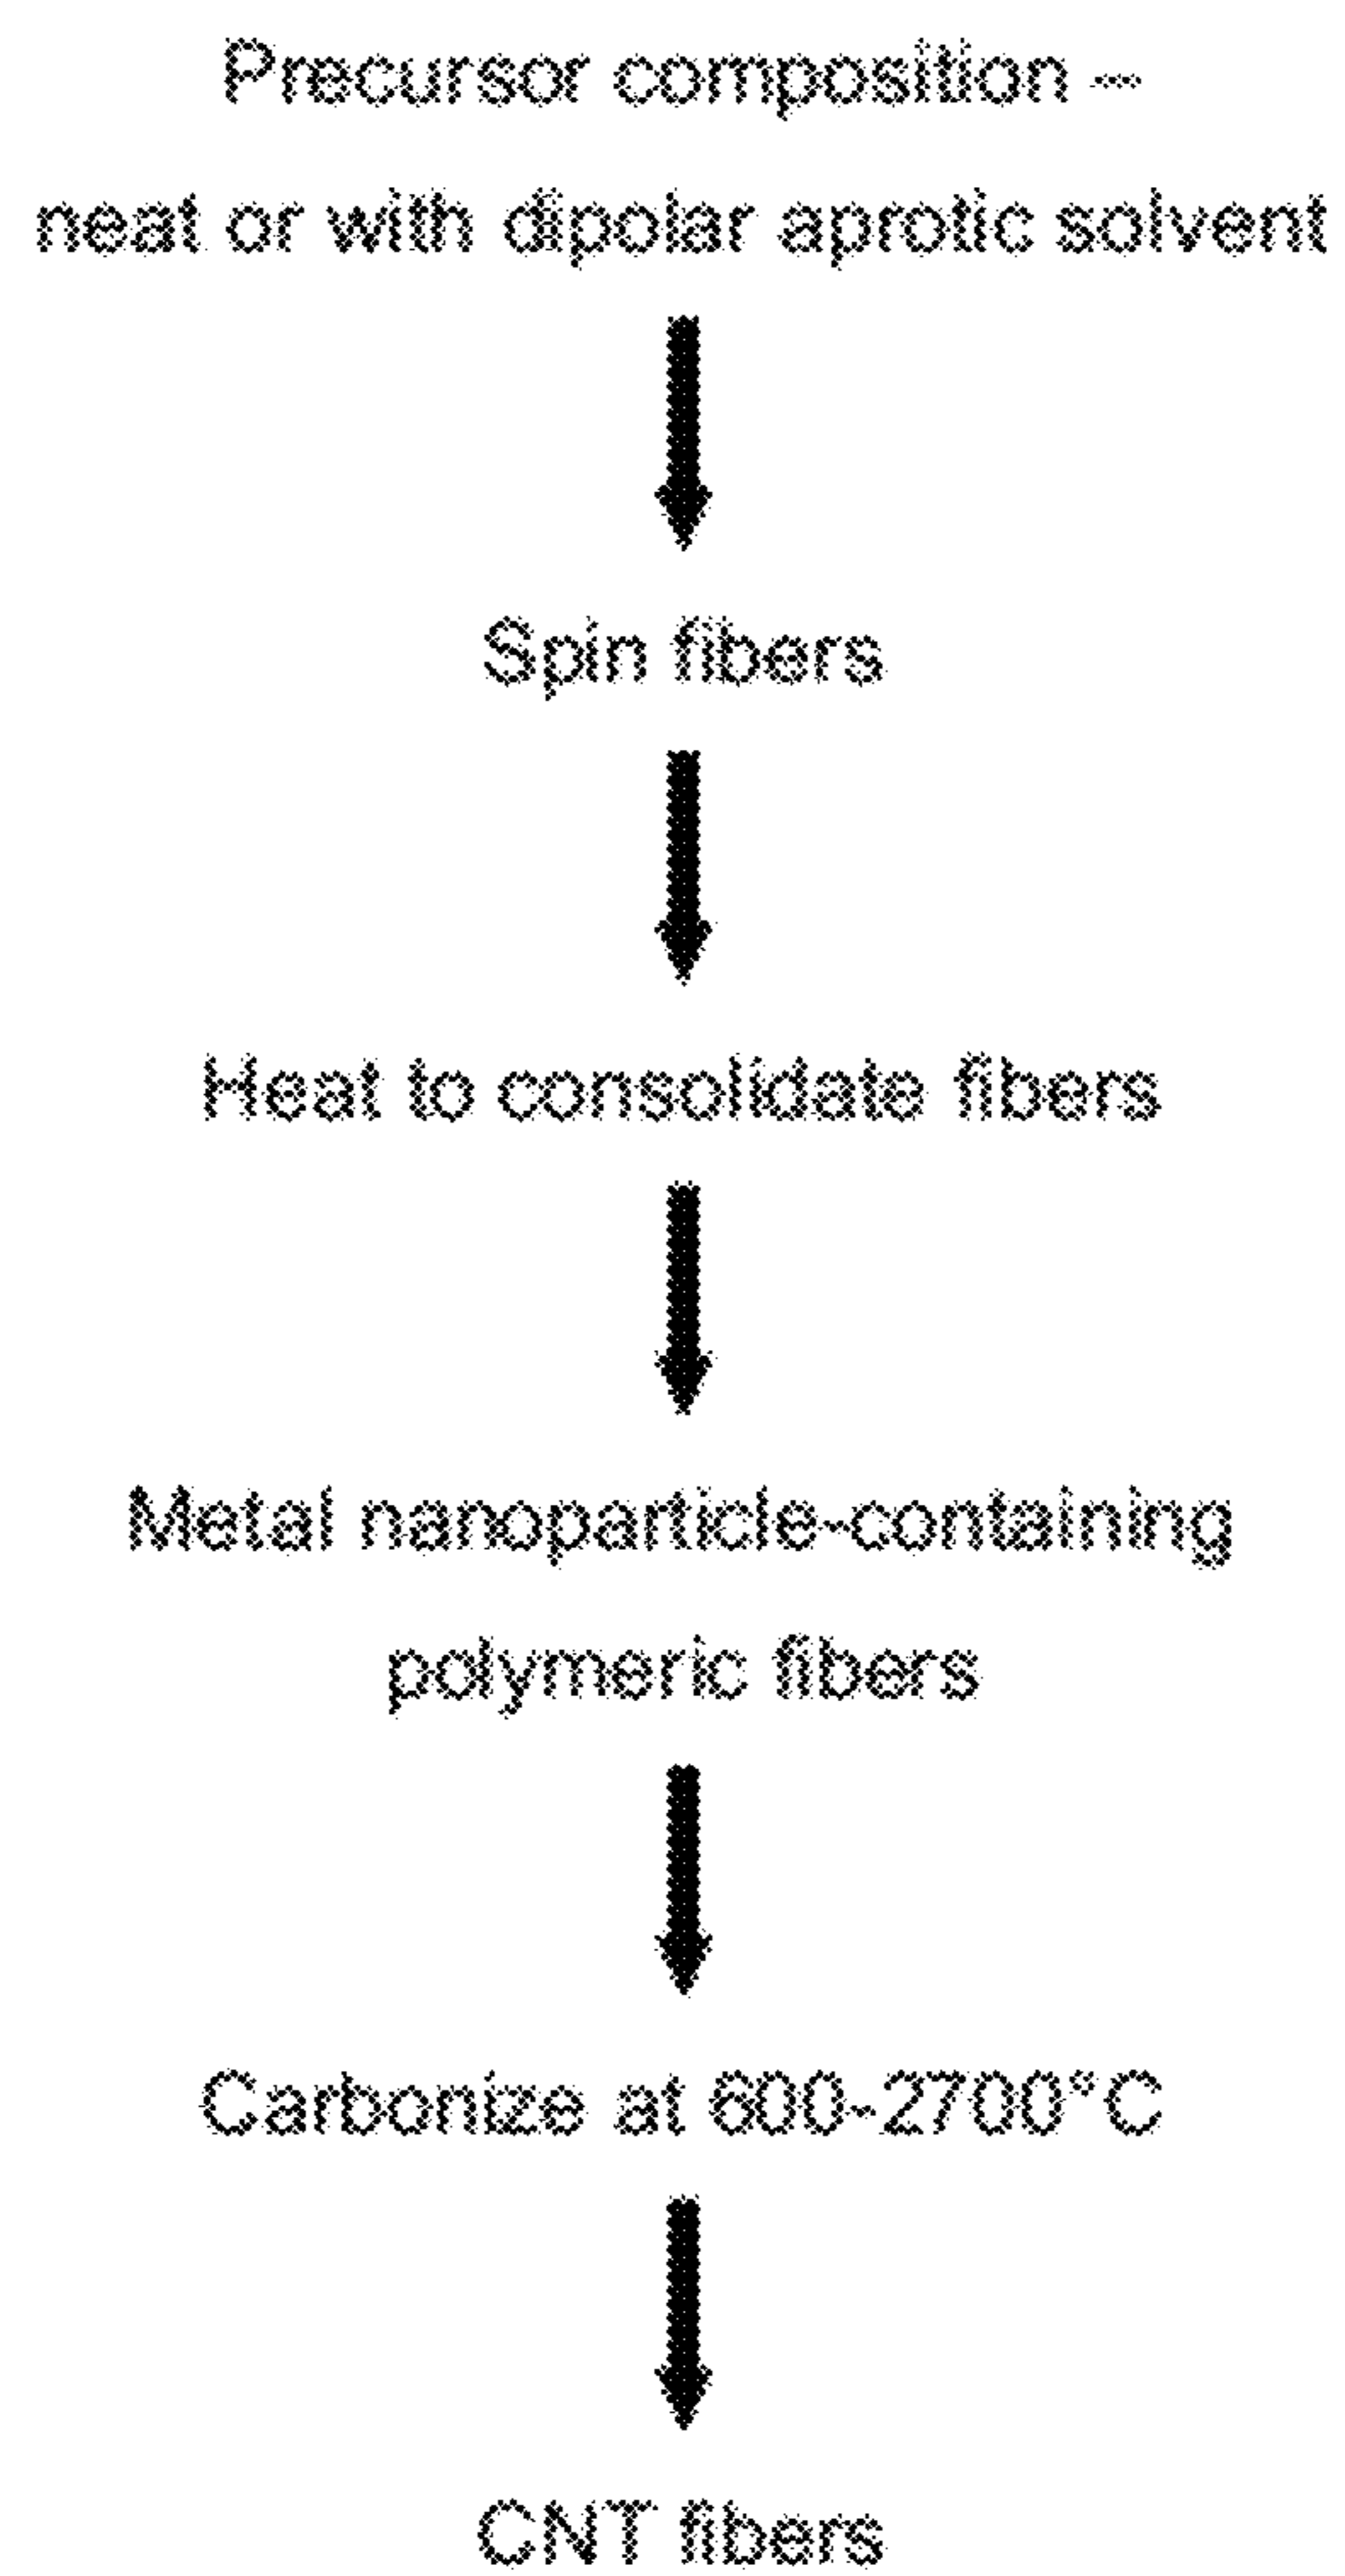 Precursor composition –
neat or with dipolar aprotic solvent
Spin fibers
Heat to consolidate fibers
Metal nanoparticle-containing
polymeric fibers
Carbonize at 600-2700°C
CNT fibers